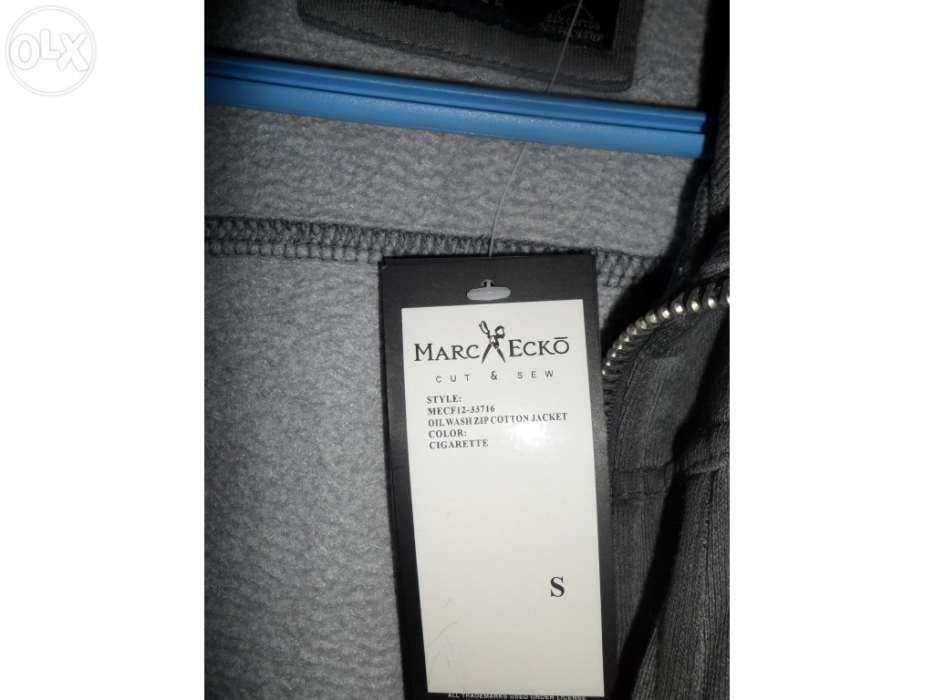 OLX
MARC ECKŌ
CUT & SEW
STYLE:
MECF12-33716
OIL WASH ZIP COTTON JACKET
COLOR:
CIGARETTE
S
ALL TRADEMARKS USED UNDER LICENSE